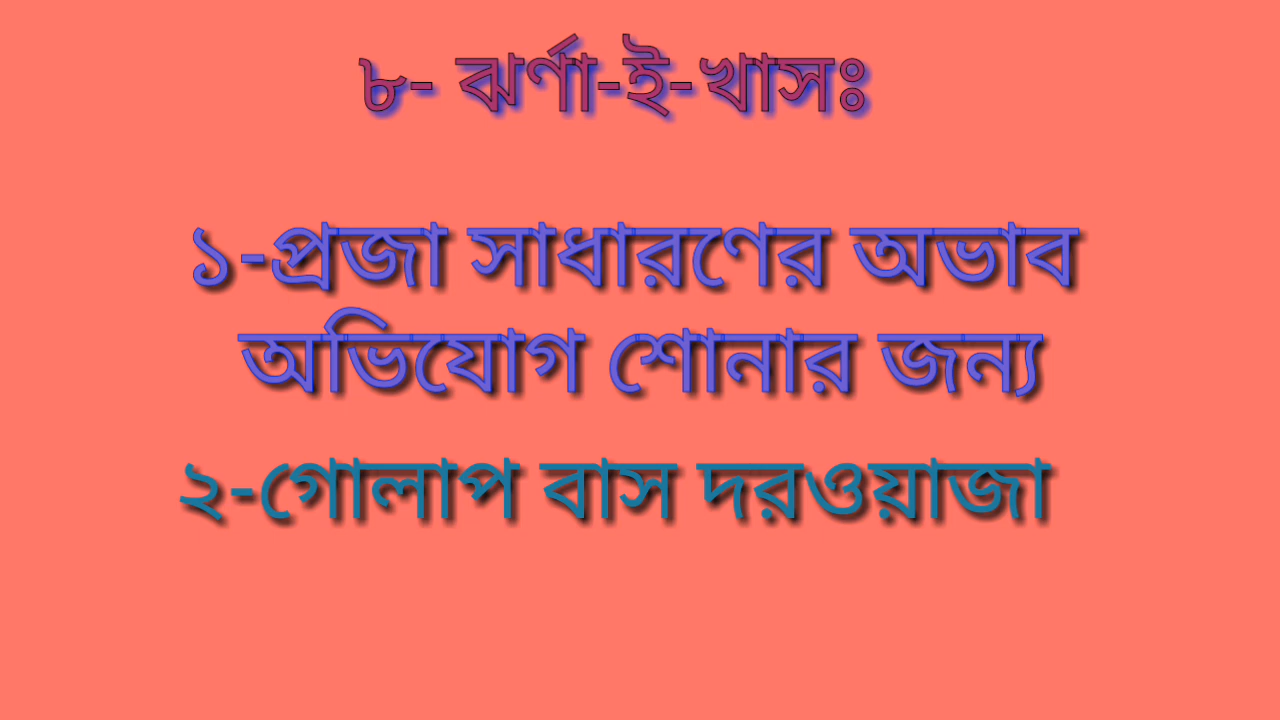 ৮- ঝর্ণা-ই-খাসঃ
১-প্রজা সাধারণের অভাব
অভিযোগ শোনার জন্য
২-গোলাপ বাস দরওয়াজা